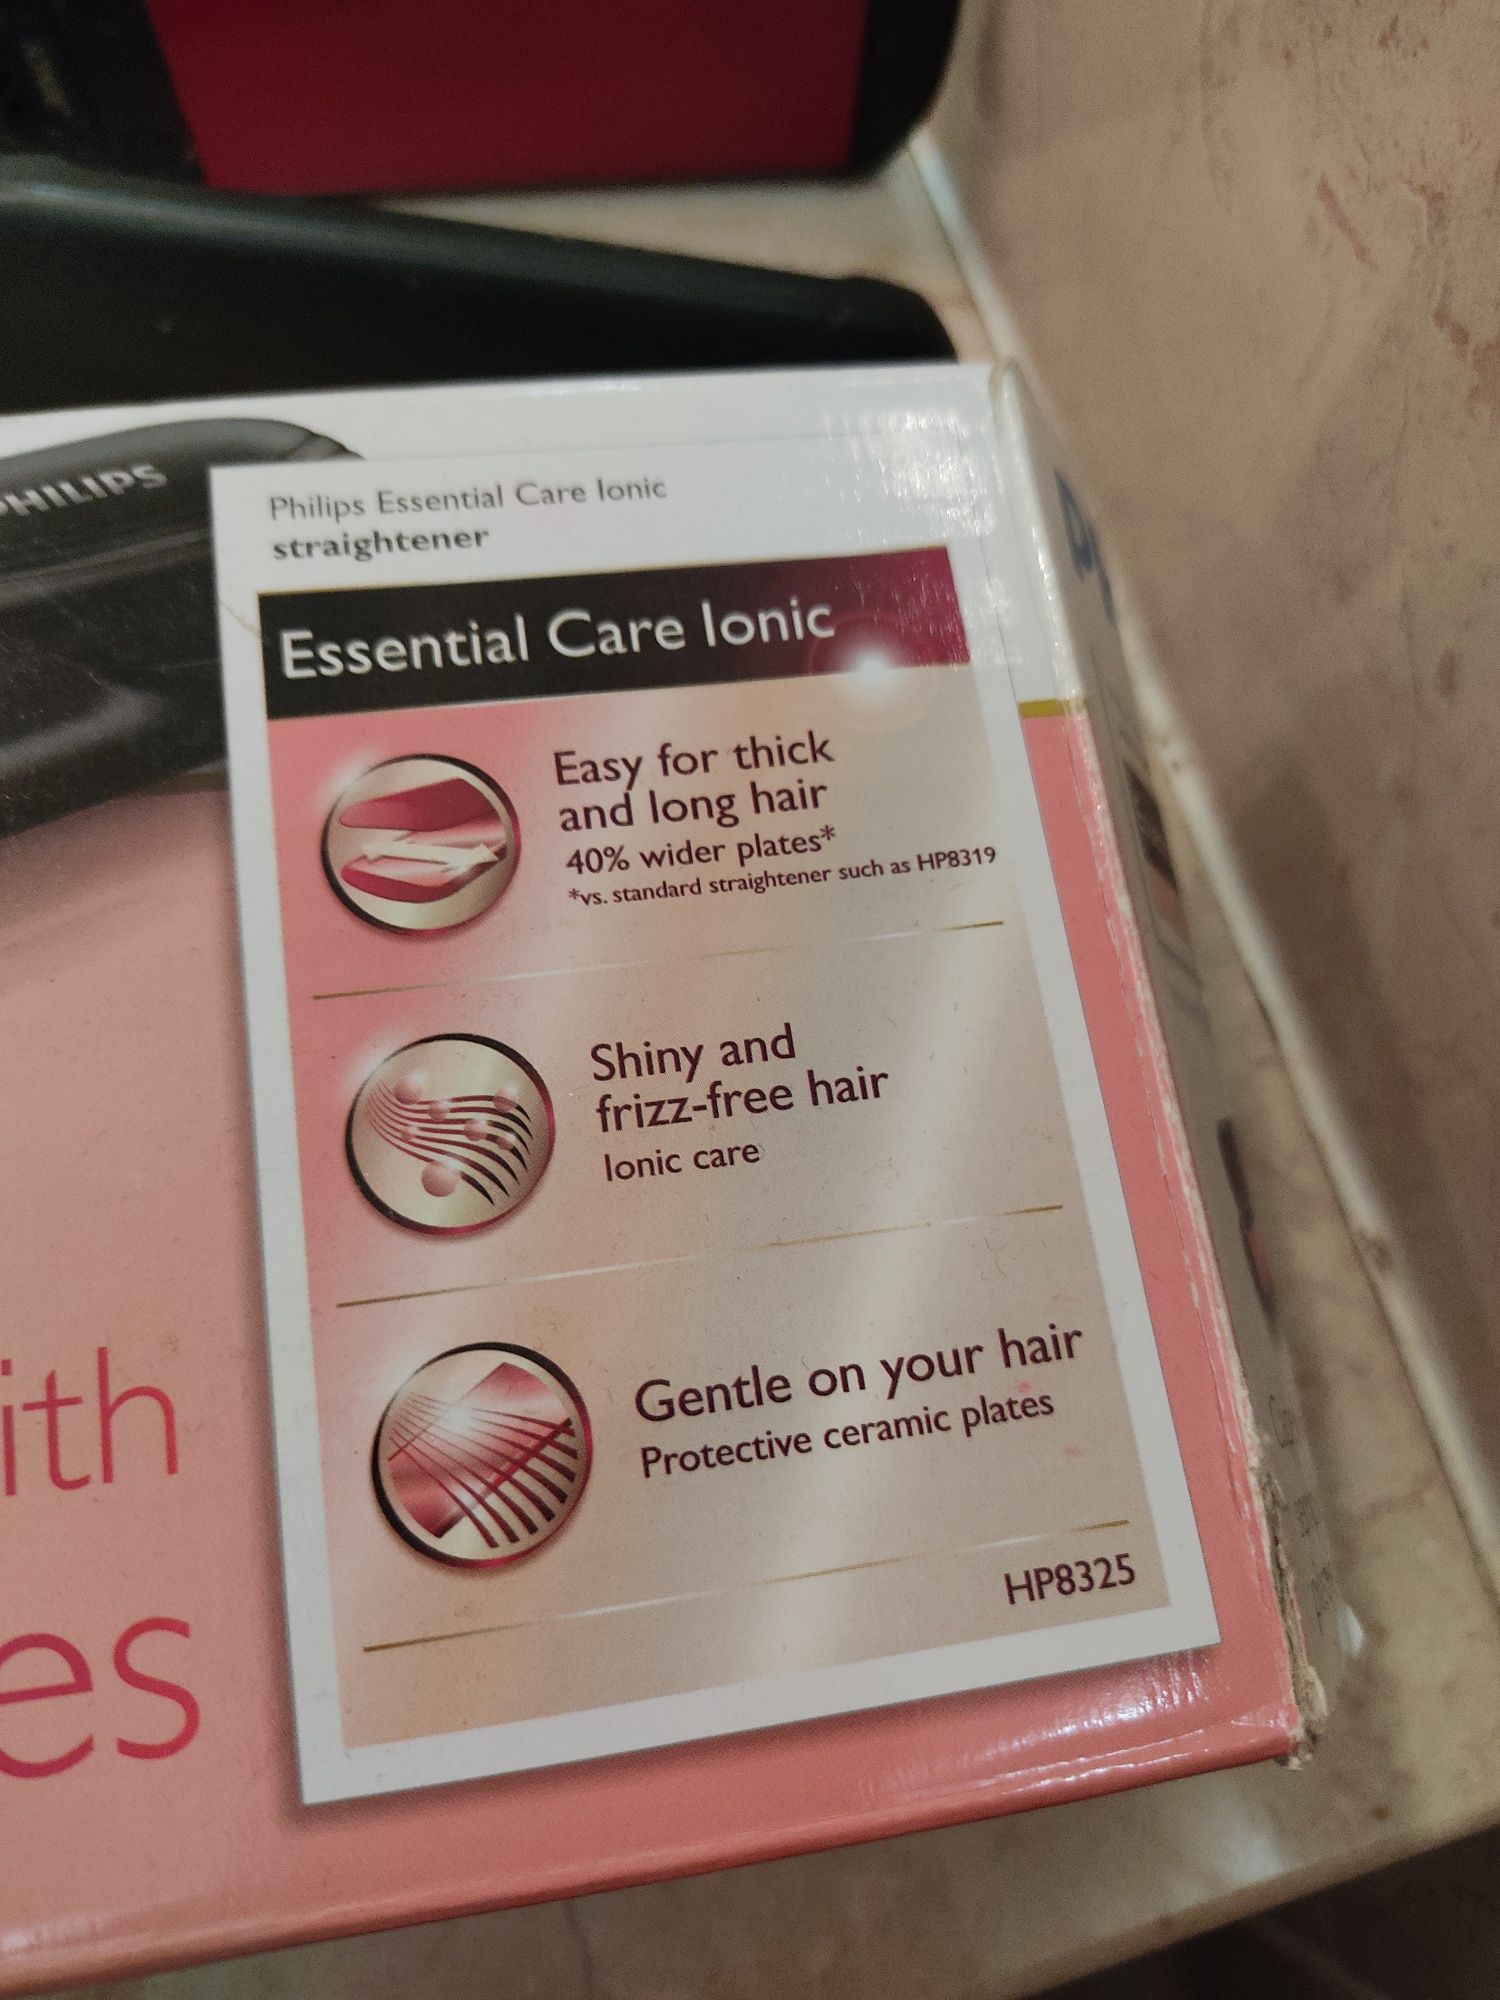 PHILIPS
Philips Essential Care Ionic
straightener
Essential Care Ionic
Easy for thick
and long hair
40% wider plates*
*vs. standard straightener such as HP8319
Shiny and
frizz-free hair
Ionic care
Gentle on your hair
Protective ceramic plates
HP8325
ith
es